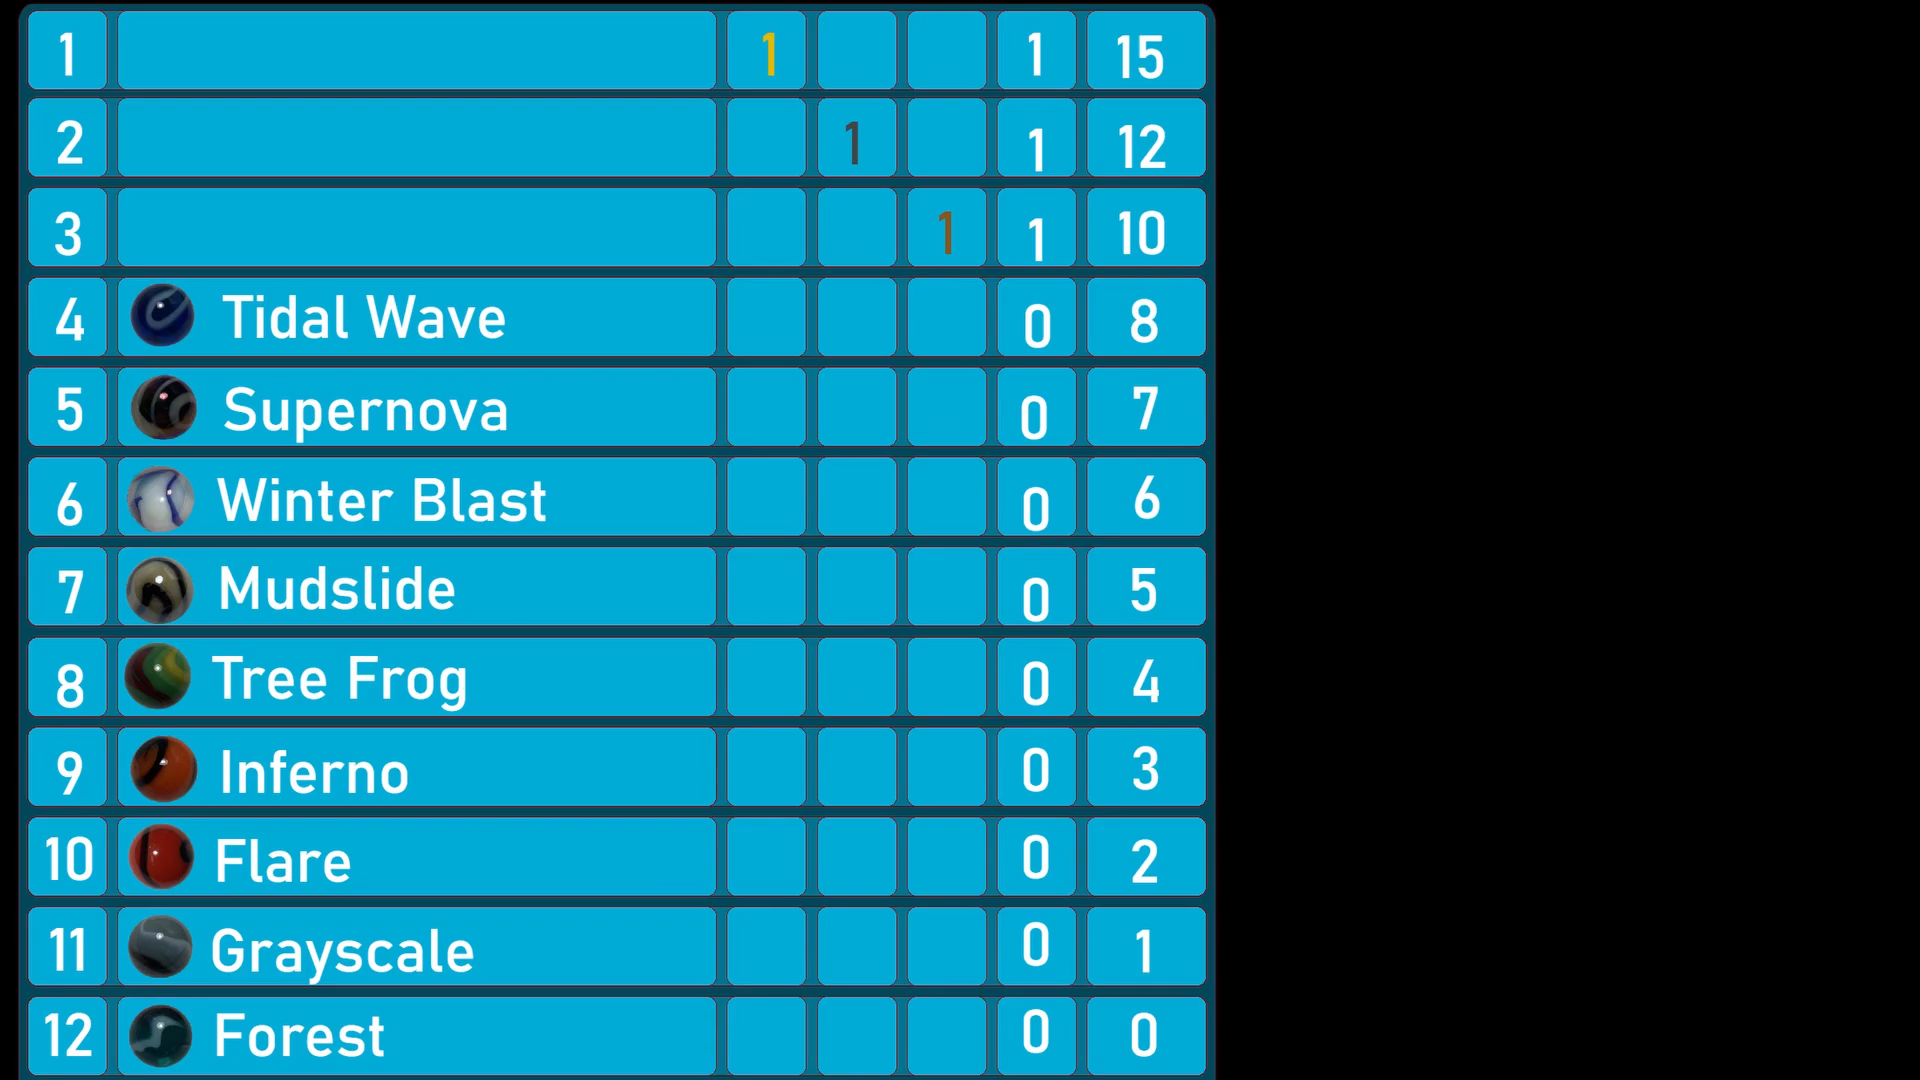 1 1 1 15
2 1 1 12
3 1 1 10
4 Tidal Wave 0 8
5 Supernova 0 7
6 Winter Blast 0 6
7 Mudslide 0 5
8 Tree Frog 0 4
9 Inferno 0 3
10 Flare 0 2
11 Grayscale 0 1
12 Forest 0 0